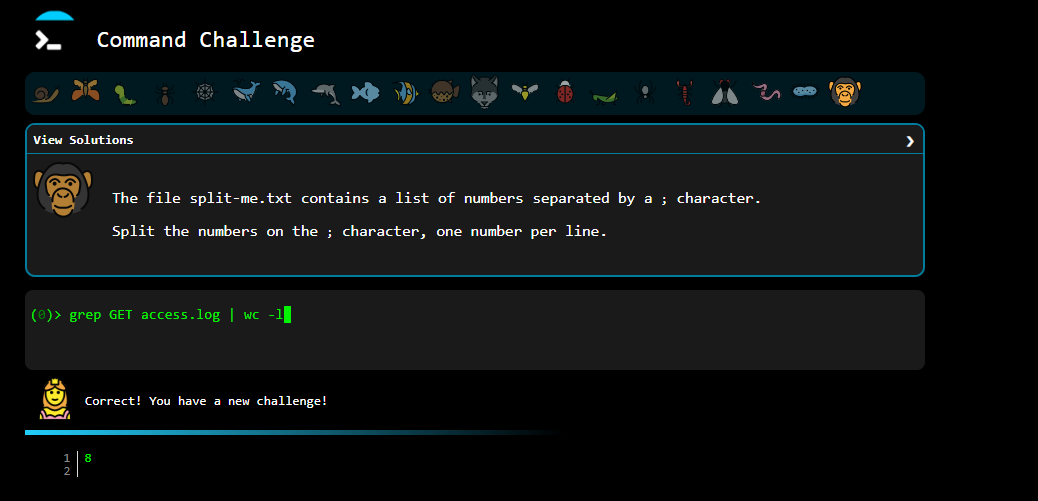 Command Challenge
View Solutions
The file split-me.txt contains a list of numbers separated by a ; character.
Split the numbers on the ; character, one number per line.
(0)> grep GET access.log | wc -l
Correct! You have a new challenge!
1 8
2